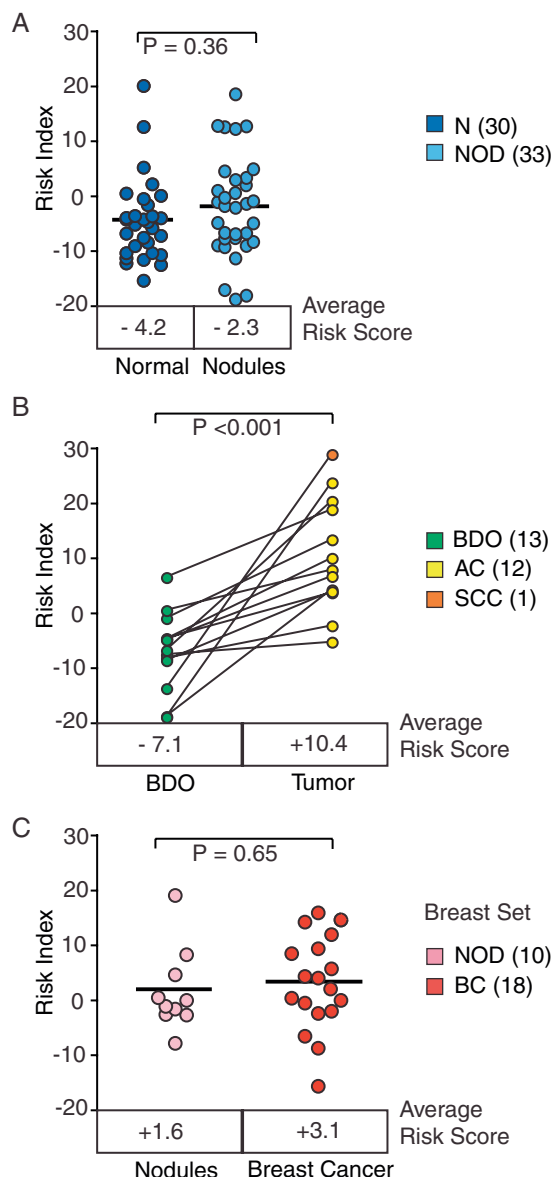 A
P = 0.36
30
20
10
0
-10
-20
Risk Index
N (30)
NOD (33)
- 4.2
- 2.3
Average
Risk Score
Normal
Nodules
B
P <0.001
30
20
10
0
-10
-20
Risk Index
BDO (13)
AC (12)
SCC (1)
- 7.1
+10.4
Average
Risk Score
BDO
Tumor
C
P = 0.65
30
20
10
0
-10
-20
Risk Index
Breast Set
NOD (10)
BC (18)
+1.6
+3.1
Average
Risk Score
Nodules
Breast Cancer